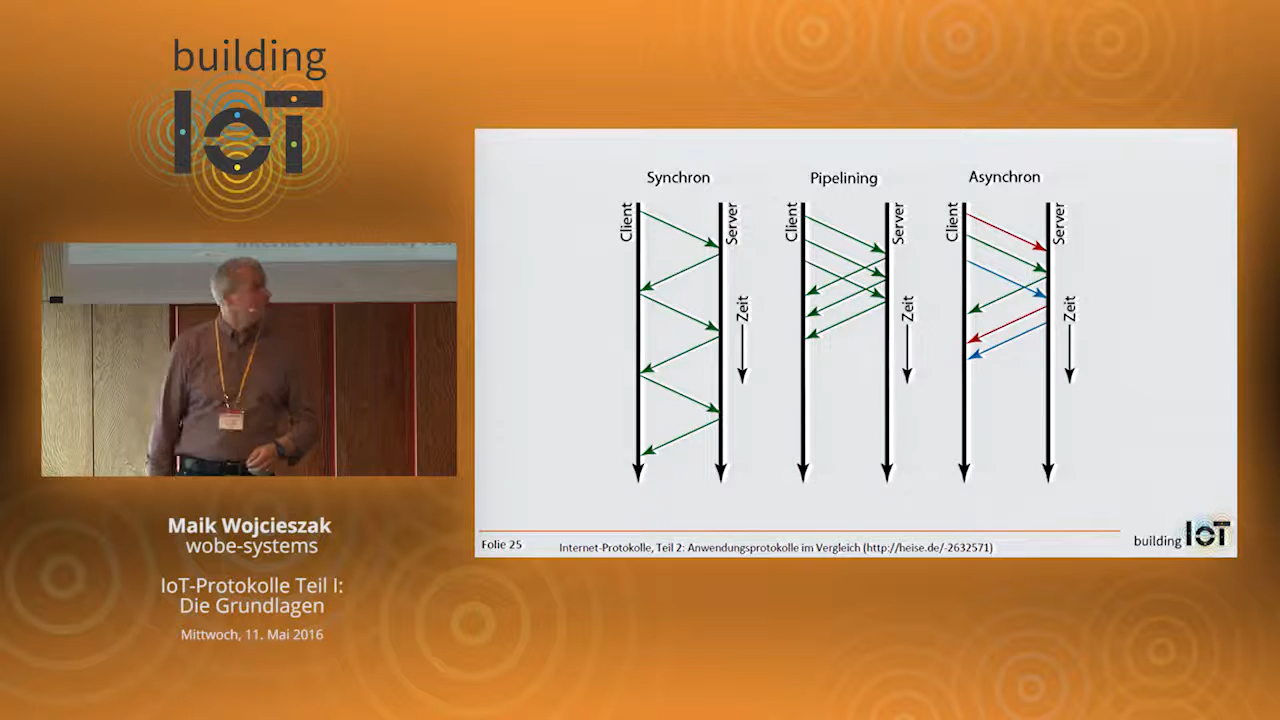 building
IoT
Maik Wojcieszak
wobe-systems
IoT-Protokolle Teil I:
Die Grundlagen
Mittwoch, 11. Mai 2016
Synchron
Client
Server
Zeit
Pipelining
Client
Server
Zeit
Asynchron
Client
Server
Zeit
Folie 25
Internet-Protokolle, Teil 2: Anwendungsprotokolle im Vergleich (http://heise.de/-2632571)
building IoT